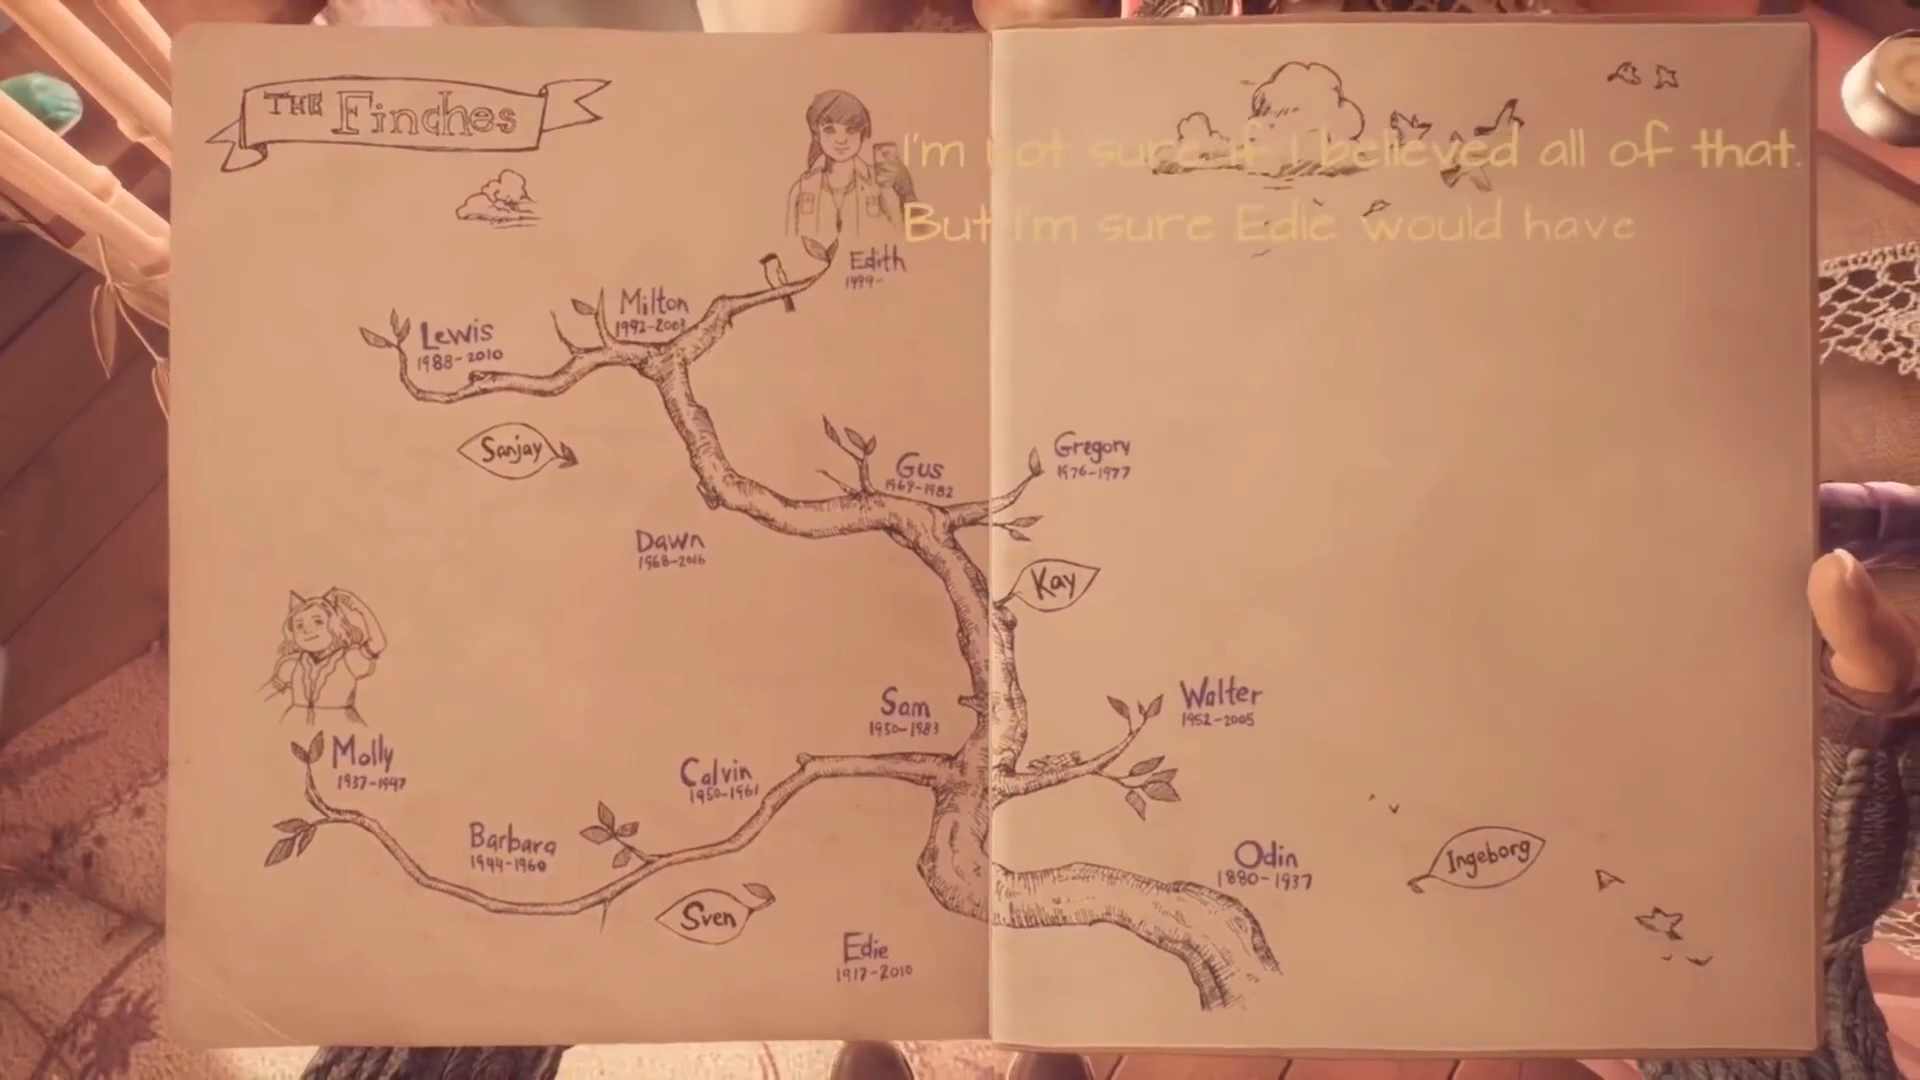 THE Finches
I'm not sure if I believed all of that.
But I'm sure Edie would have
Edith
1999-
Milton
1992-2003
Lewis
1988-2010
Sanjay
Gus
1969-1982
Gregory
1976-1977
Dawn
1968-2016
Kay
Sam
1950-1983
Walter
1952-2005
Molly
1937-1947
Calvin
1950-1961
Barbara
1944-1960
Sven
Odin
1880-1937
Ingeborg
Edie
1917-2010